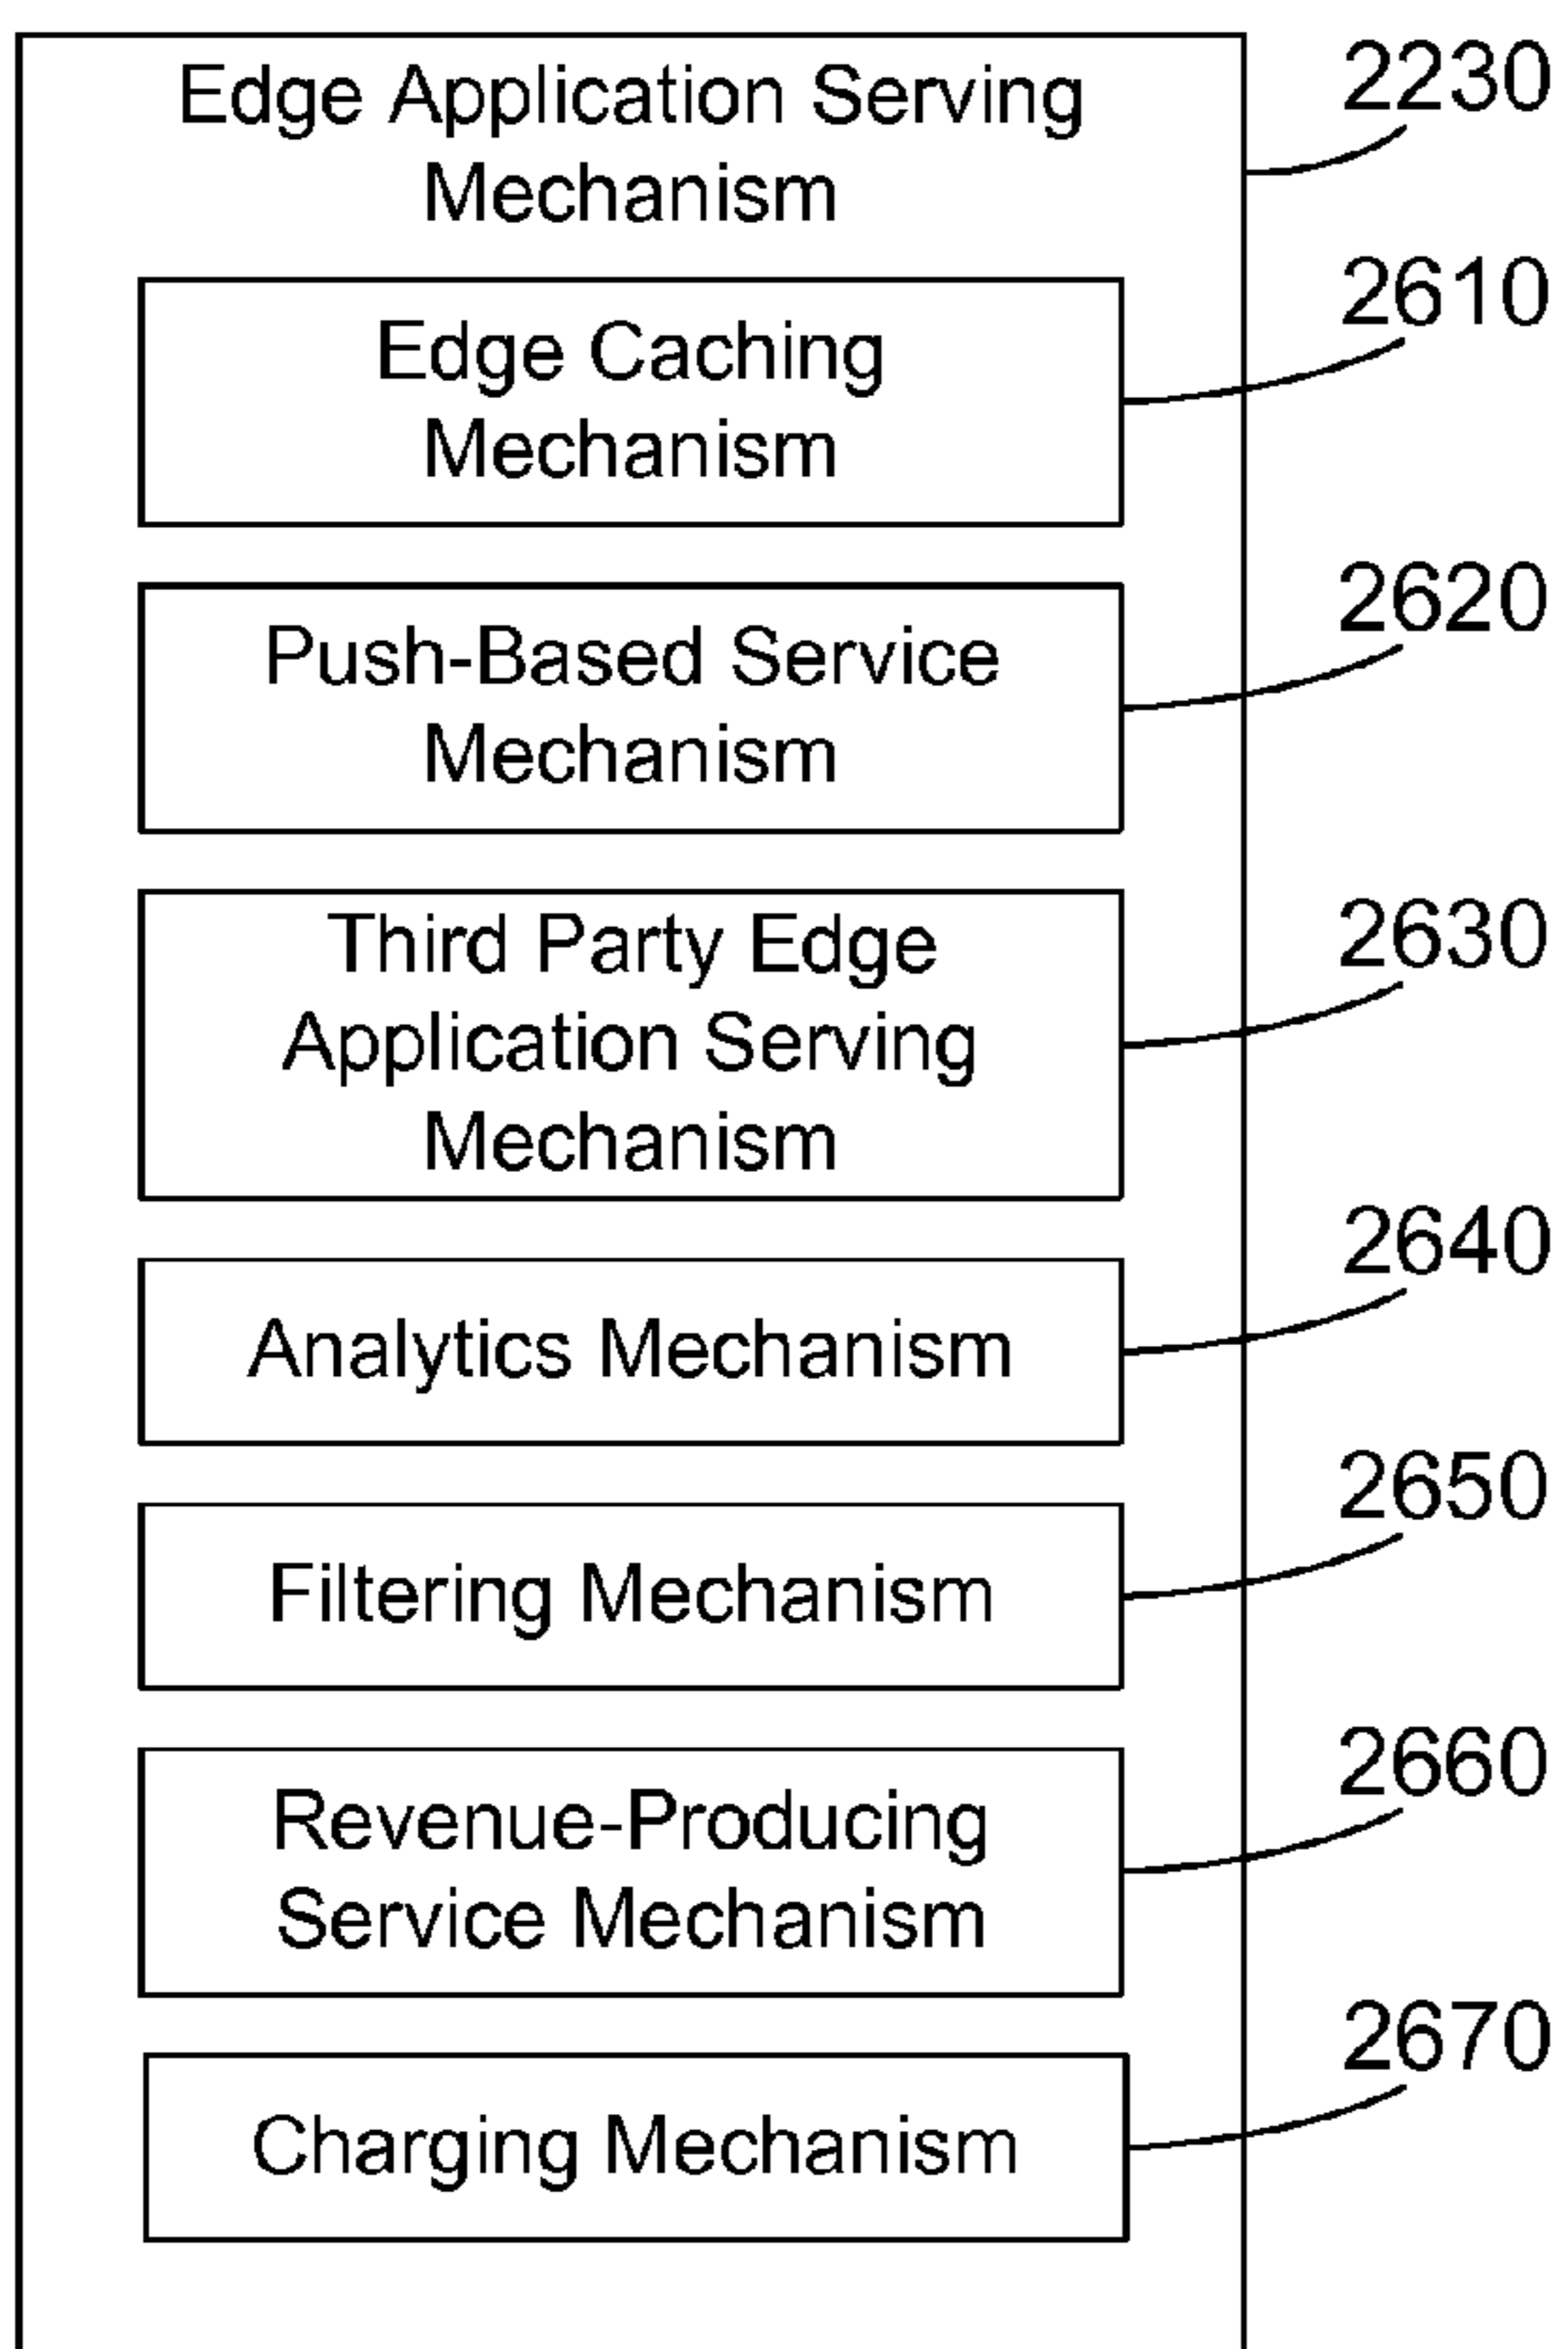 Edge Application Serving
Mechanism
2230
Edge Caching
Mechanism
2610
Push-Based Service
Mechanism
2620
Third Party Edge
Application Serving
Mechanism
2630
Analytics Mechanism
2640
Filtering Mechanism
2650
Revenue-Producing
Service Mechanism
2660
Charging Mechanism
2670